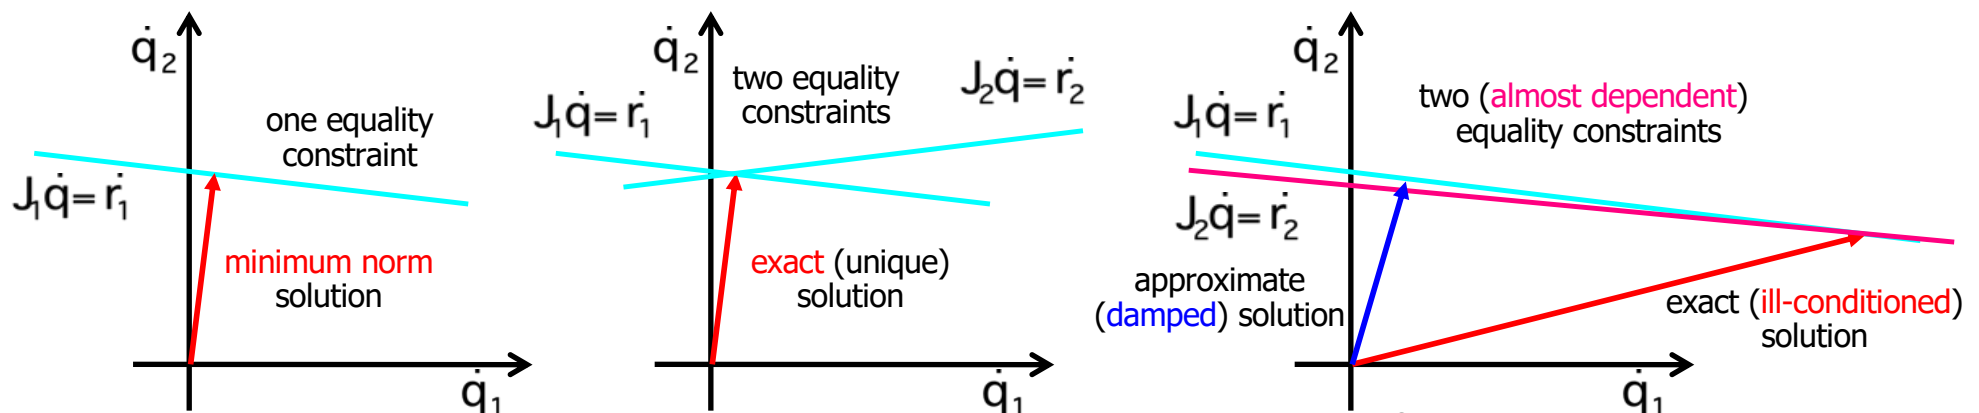 q̇₂
one equality
constraint
J₁q̇ = ṙ₁
minimum norm
solution
q̇₁
q̇₂
two equality
constraints
J₂q̇ = ṙ₂
J₁q̇ = ṙ₁
exact (unique)
solution
q̇₁
q̇₂
two (almost dependent)
equality constraints
J₁q̇ = ṙ₁
J₂q̇ = ṙ₂
approximate
(damped) solution
exact (ill-conditioned)
solution
q̇₁